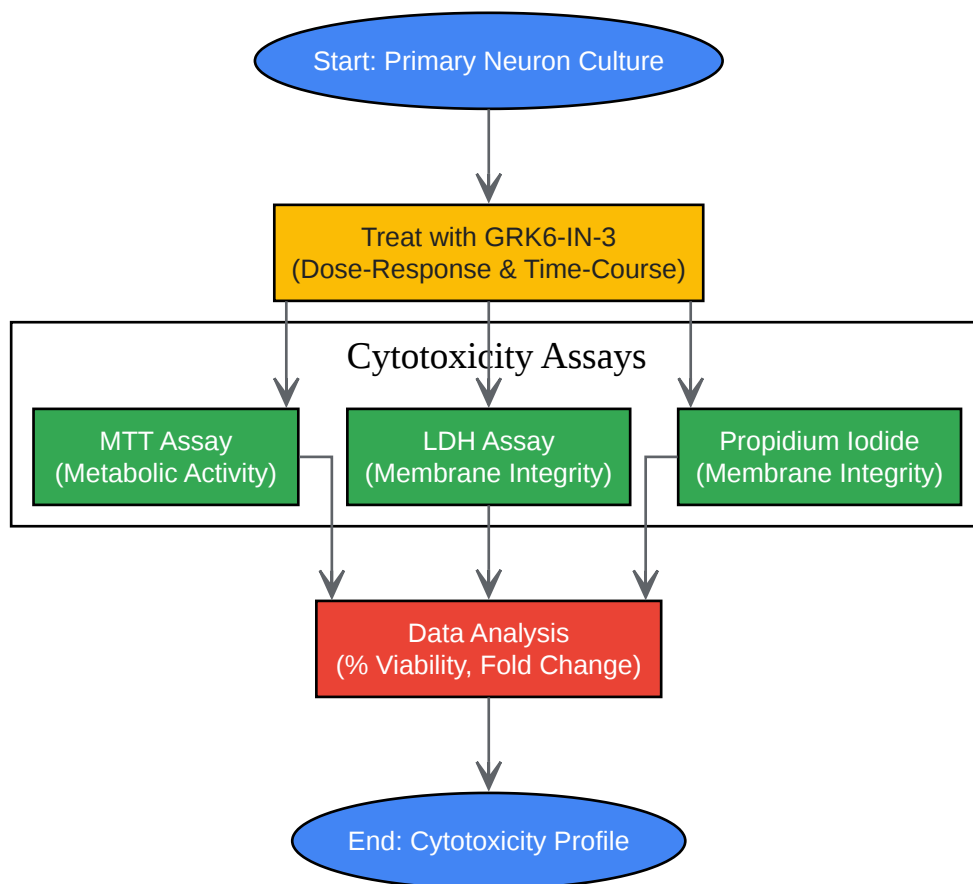 Start: Primary Neuron Culture
Treat with GRK6-IN-3
(Dose-Response & Time-Course)
Cytotoxicity Assays
MTT Assay
(Metabolic Activity)
LDH Assay
(Membrane Integrity)
Propidium Iodide
(Membrane Integrity)
Data Analysis
(% Viability, Fold Change)
End: Cytotoxicity Profile